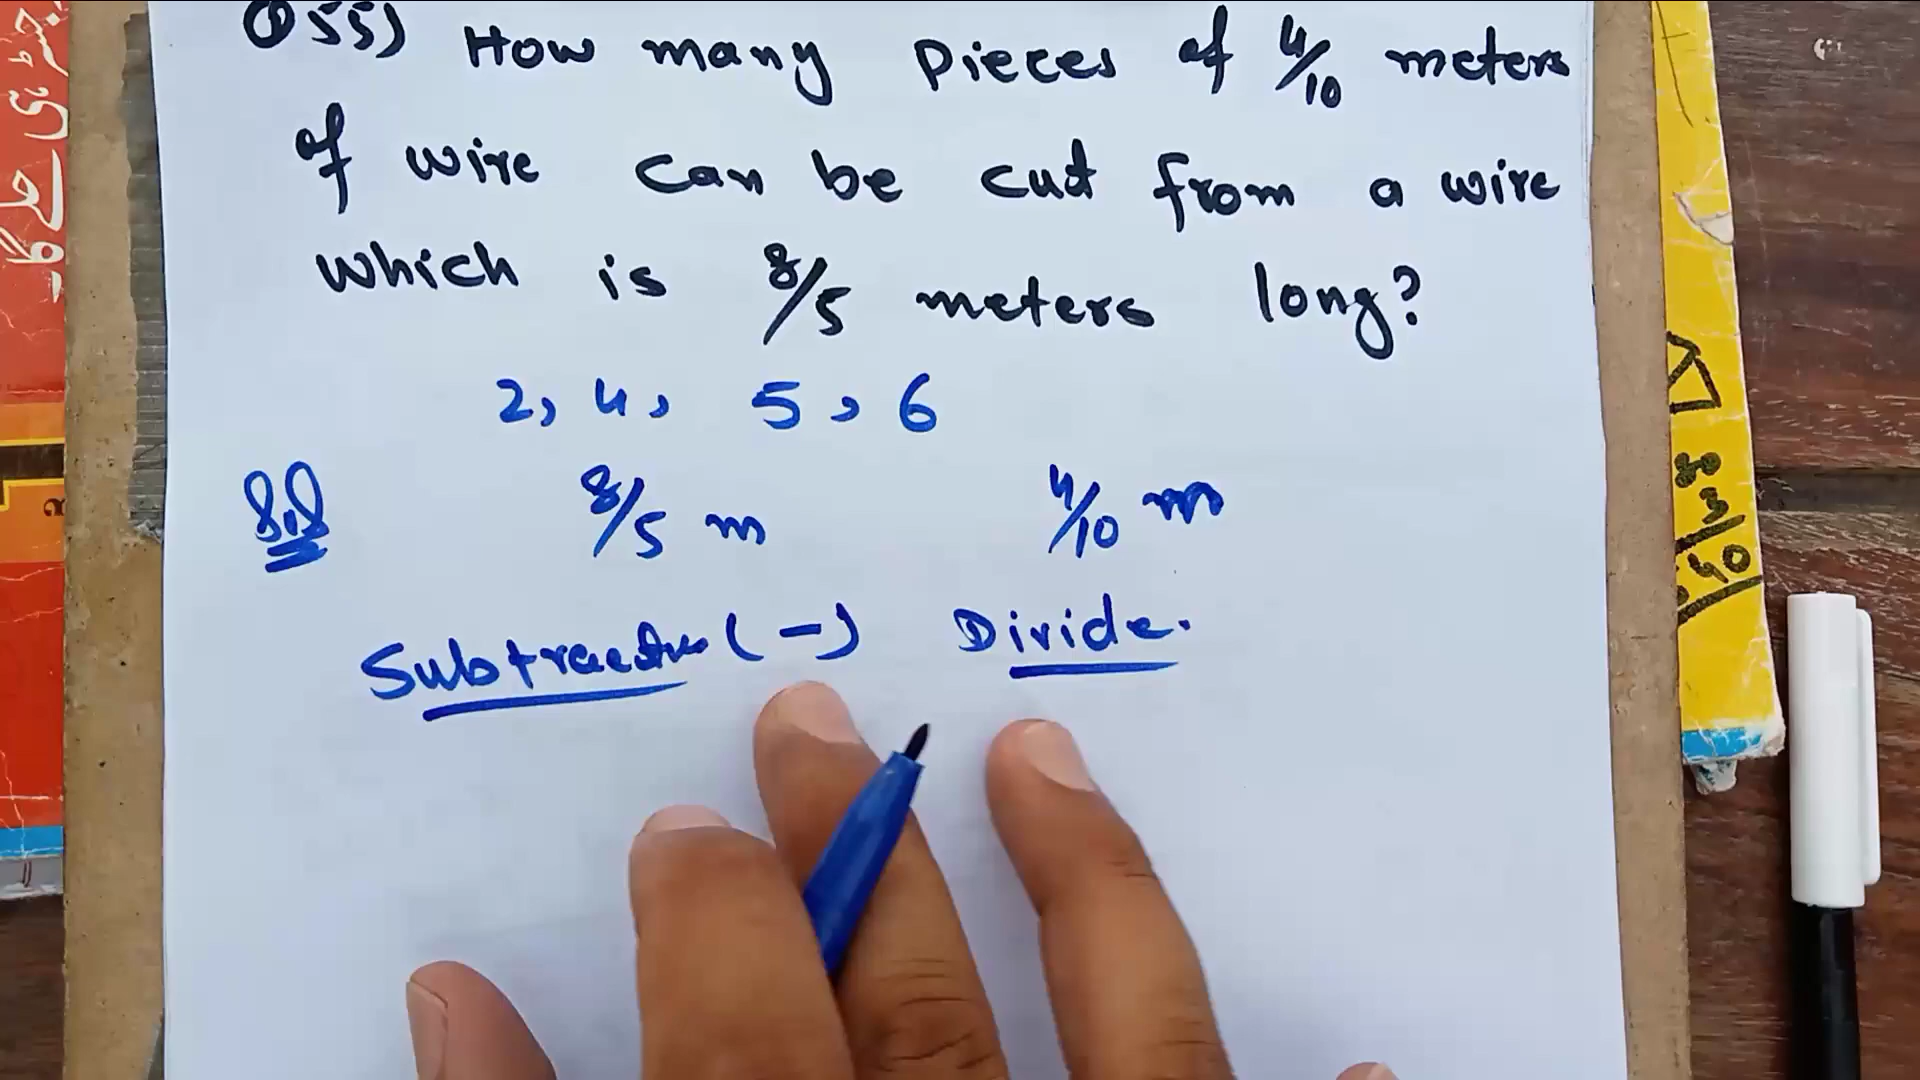 Q55) How many Pieces of 4/10 meters
of wire can be cut from a wire
which is 8/5 meters long?
2, 4, 5, 6
Sol 8/5 m 4/10 m
Subtraction (-) Divide.